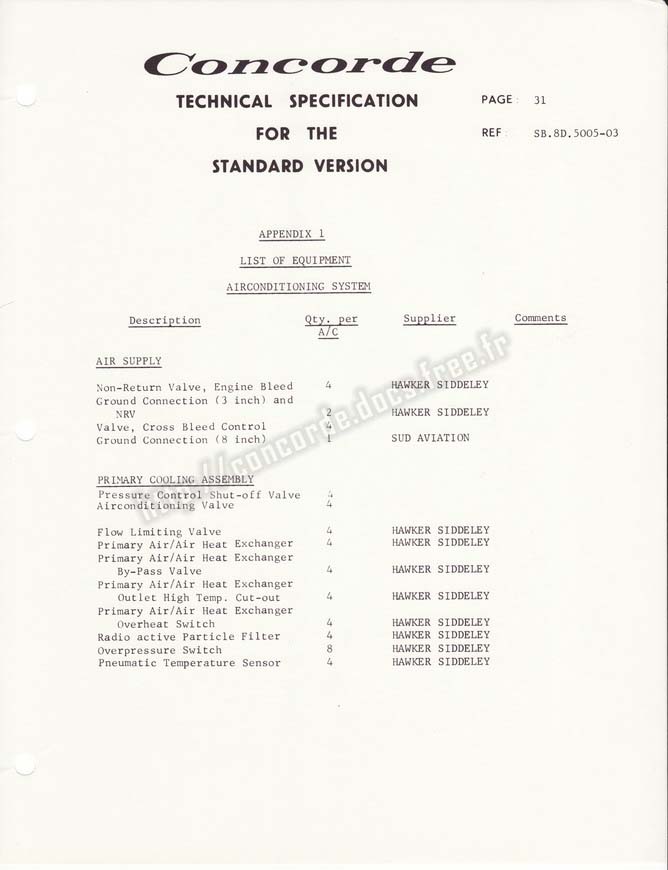 Concorde
TECHNICAL SPECIFICATION PAGE: 31
FOR THE REF: SB.8D.5005-03
STANDARD VERSION
APPENDIX 1
LIST OF EQUIPMENT
AIRCONDITIONING SYSTEM
Description Qty. per Supplier Comments
A/C
AIR SUPPLY
Non-Return Valve, Engine Bleed 4 HAWKER SIDDELEY
Ground Connection (3 inch) and
NRV 2 HAWKER SIDDELEY
Valve, Cross Bleed Control 4
Ground Connection (8 inch) 1 SUD AVIATION
PRIMARY COOLING ASSEMBLY
Pressure Control Shut-off Valve 4
Airconditioning Valve 4
Flow Limiting Valve 4 HAWKER SIDDELEY
Primary Air/Air Heat Exchanger 4 HAWKER SIDDELEY
Primary Air/Air Heat Exchanger
By-Pass Valve 4 HAWKER SIDDELEY
Primary Air/Air Heat Exchanger
Outlet High Temp. Cut-out 4 HAWKER SIDDELEY
Primary Air/Air Heat Exchanger
Overheat Switch 4 HAWKER SIDDELEY
Radio active Particle Filter 4 HAWKER SIDDELEY
Overpressure Switch 8 HAWKER SIDDELEY
Pneumatic Temperature Sensor 4 HAWKER SIDDELEY
http://concorde.docs.free.fr